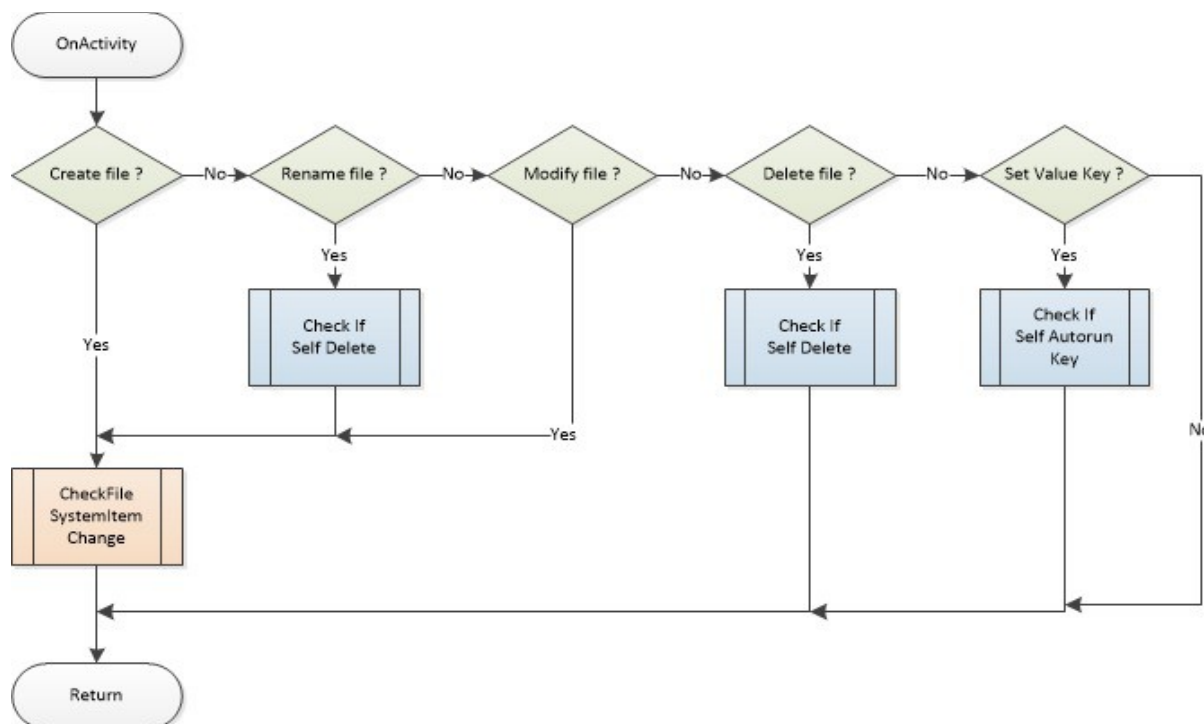 OnActivity
Create file ?
No
Rename file ?
No
Modify file ?
No
Delete file ?
No
Set Value Key ?
Yes
Yes
Yes
Check If
Self Delete
Check If
Self Delete
Check If
Self Autorun
Key
Yes
Yes
No
CheckFile
SystemItem
Change
Return